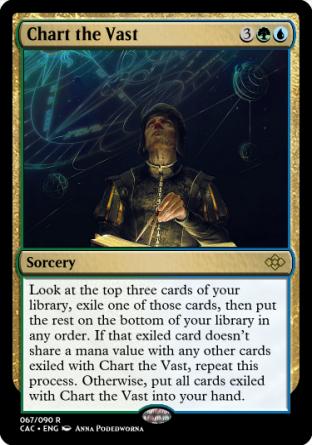 Chart the Vast 3
Sorcery
Look at the top three cards of your
library, exile one of those cards, then put
the rest on the bottom of your library in
any order. If that exiled card doesn't
share a mana value with any other cards
exiled with Chart the Vast, repeat this
process. Otherwise, put all cards exiled
with Chart the Vast into your hand.
067/090 R
CAC • ENG Anna Podedworna